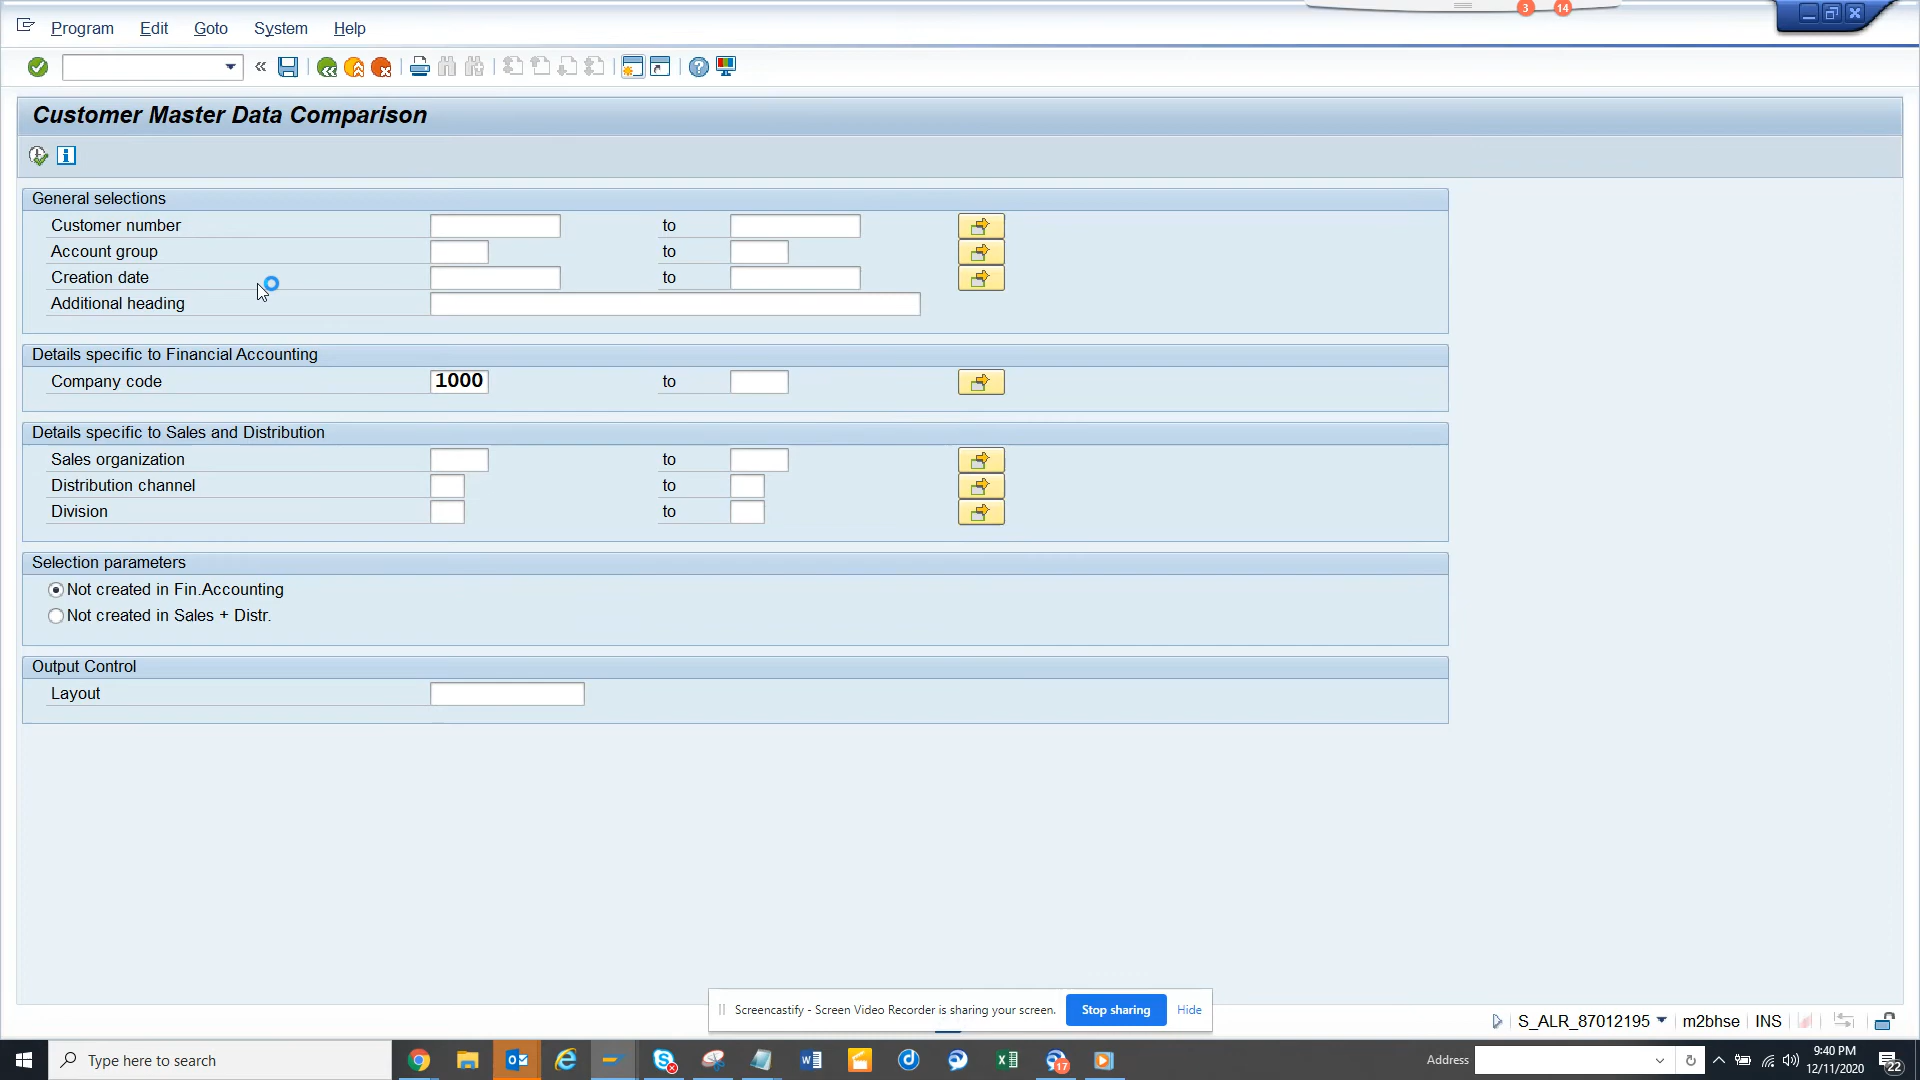 3 14
Program Edit Goto System Help
Customer Master Data Comparison
General selections
Customer number to
Account group to
Creation date to
Additional heading
Details specific to Financial Accounting
Company code 1000 to
Details specific to Sales and Distribution
Sales organization to
Distribution channel to
Division to
Selection parameters
Not created in Fin.Accounting
Not created in Sales + Distr.
Output Control
Layout
Screencastify - Screen Video Recorder is sharing your screen. Stop sharing Hide
S_ALR_87012195 m2bhse INS
Type here to search 17 Address 9:40 PM
12/11/2020 22